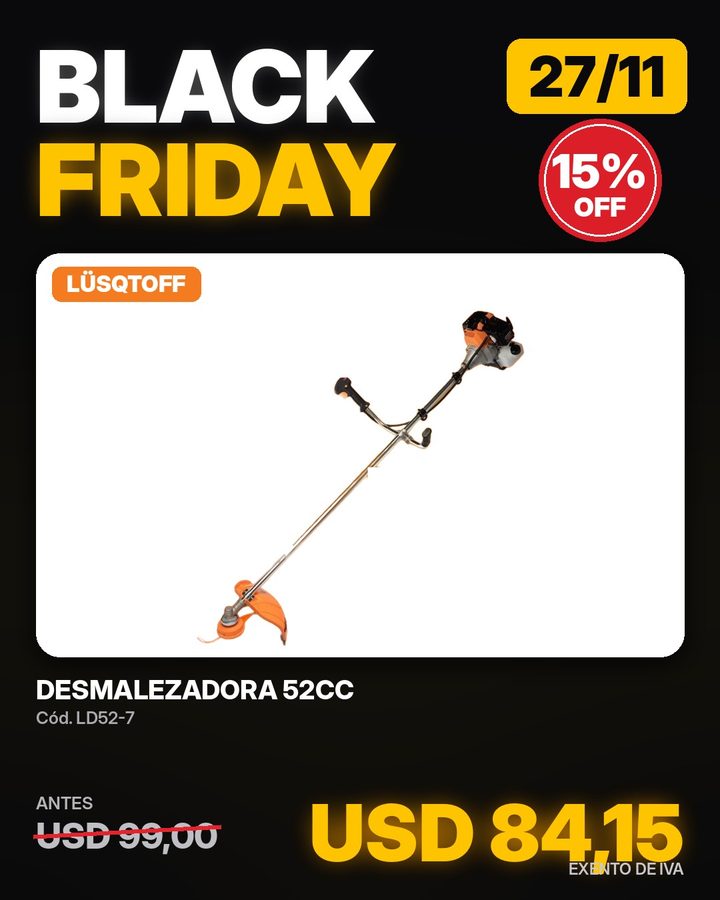 BLACK
FRIDAY
27/11
15%
OFF
LÜSQTOFF
DESMALEZADORA 52CC
Cód. LD52-7
ANTES
USD 99,00
USD 84,15
EXENTO DE IVA